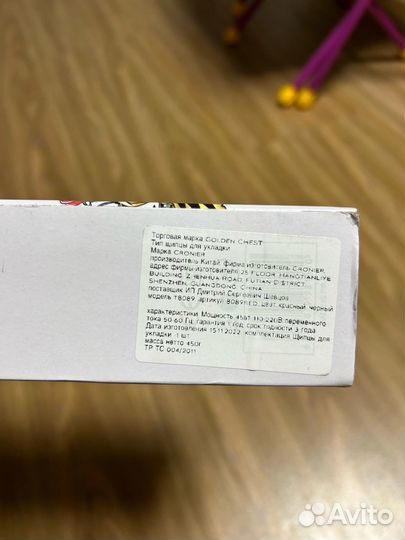 Торговая марка GOLDEN CHEST
Тип щипцы для укладки
Марка CRONIER
производитель Китай, фирма изготовитель CRONIER,
адрес фирмы-изготовителя 25 FLOOR, HANGTIANLIYE
BUILDING, ZHENHUA ROAD, FUTIAN DISTRICT,
SHENZHEN, GUANGDONG, CHINA
поставщик ИП Дмитрий Сергеевич Швацов
модель T8089, артикул 8089RED, цвет красный, черный
характеристики: Мощность 45вт 110-220В переменного
тока 50-60 Гц, гарантия 1 год, срок годности 3 года
Дата изготовления 15.11.2022, комплектация Щипцы для
укладки -1 шт
масса нетто 450г
ТР ТС 004/2011
Avito